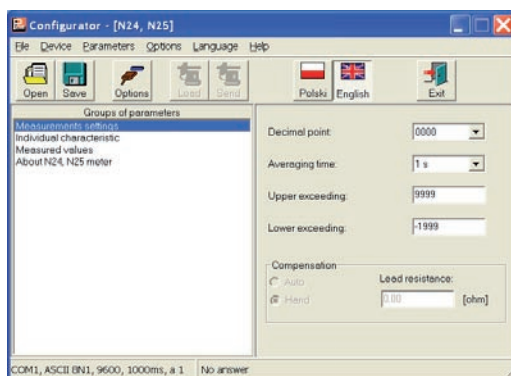 Configurator - [N24, N25]
File Device Parameters Options Language Help
Open Save Options Load Send Polski English Exit
Groups of parameters
Measurements settings
Individual characteristic
Measured values
About N24, N25 meter
Decimal point: 0000
Averaging time: 1 s
Upper exceeding: 9999
Lower exceeding: -1999
Compensation
Auto
Lead resistance:
Hand
0.00 [ohm]
COM1, ASCII 8N1, 9600, 1000ms, a 1 No answer